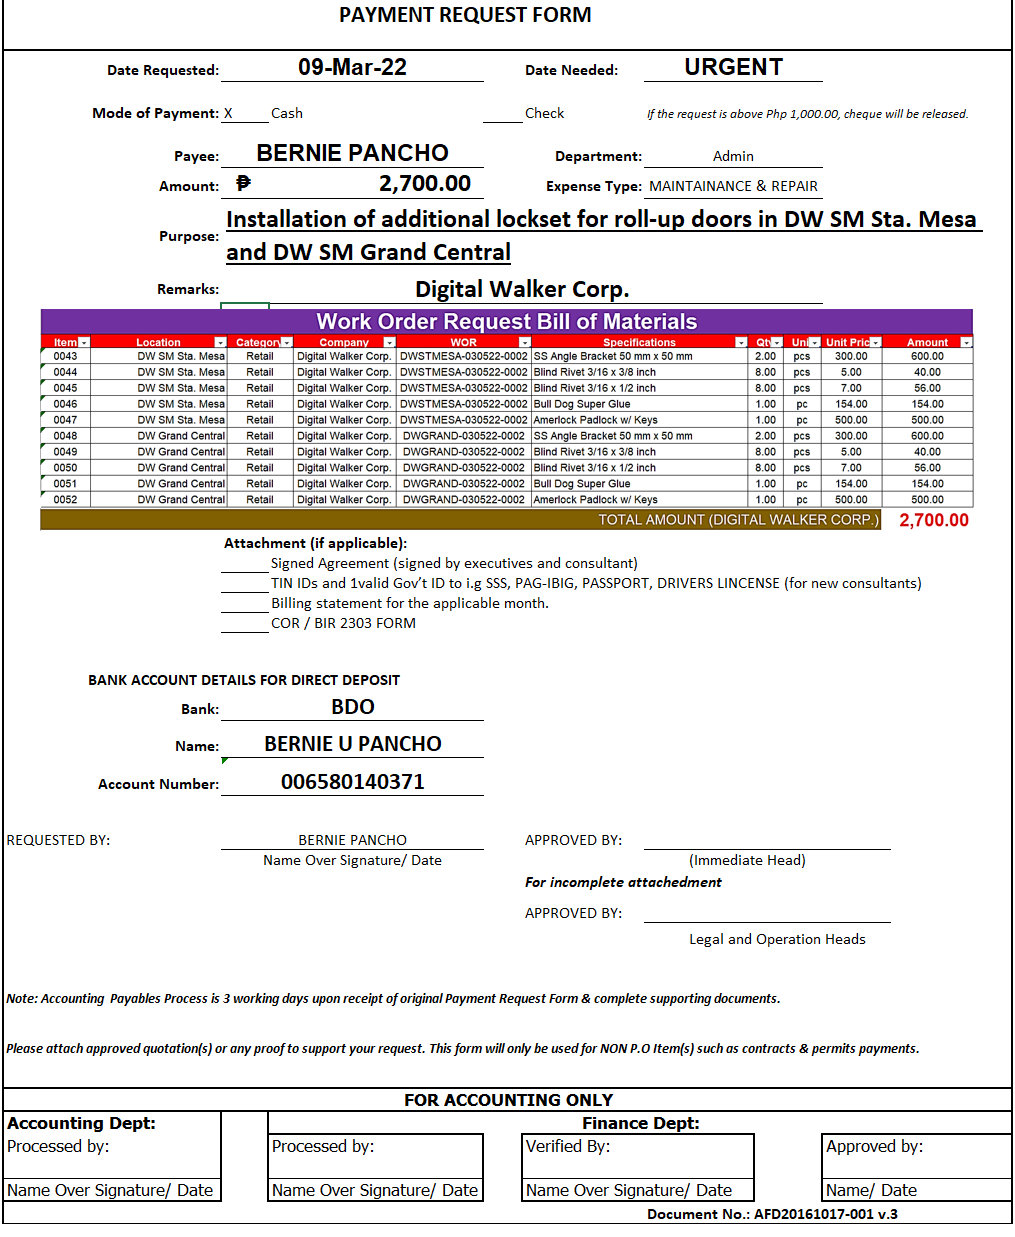 PAYMENT REQUEST FORM
Date Requested: 09-Mar-22 Date Needed: URGENT
Mode of Payment: X Cash Check If the request is above Php 1,000.00, cheque will be released.
Payee: BERNIE PANCHO Department: Admin
Amount: ₱ 2,700.00 Expense Type: MAINTAINANCE & REPAIR
Purpose: Installation of additional lockset for roll-up doors in DW SM Sta. Mesa
and DW SM Grand Central
Remarks: Digital Walker Corp.
Work Order Request Bill of Materials
Item Location Category Company WOR Specifications Qty Uni Unit Pric Amount
0043 DW SM Sta. Mesa Retail Digital Walker Corp. DWSTMESA-030522-0002 SS Angle Bracket 50 mm x 50 mm 2.00 pcs 300.00 600.00
0044 DW SM Sta. Mesa Retail Digital Walker Corp. DWSTMESA-030522-0002 Blind Rivet 3/16 x 3/8 inch 8.00 pcs 5.00 40.00
0045 DW SM Sta. Mesa Retail Digital Walker Corp. DWSTMESA-030522-0002 Blind Rivet 3/16 x 1/2 inch 8.00 pcs 7.00 56.00
0046 DW SM Sta. Mesa Retail Digital Walker Corp. DWSTMESA-030522-0002 Bull Dog Super Glue 1.00 pc 154.00 154.00
0047 DW SM Sta. Mesa Retail Digital Walker Corp. DWSTMESA-030522-0002 Amerlock Padlock w/ Keys 1.00 pc 500.00 500.00
0048 DW Grand Central Retail Digital Walker Corp. DWGRAND-030522-0002 SS Angle Bracket 50 mm x 50 mm 2.00 pcs 300.00 600.00
0049 DW Grand Central Retail Digital Walker Corp. DWGRAND-030522-0002 Blind Rivet 3/16 x 3/8 inch 8.00 pcs 5.00 40.00
0050 DW Grand Central Retail Digital Walker Corp. DWGRAND-030522-0002 Blind Rivet 3/16 x 1/2 inch 8.00 pcs 7.00 56.00
0051 DW Grand Central Retail Digital Walker Corp. DWGRAND-030522-0002 Bull Dog Super Glue 1.00 pc 154.00 154.00
0052 DW Grand Central Retail Digital Walker Corp. DWGRAND-030522-0002 Amerlock Padlock w/ Keys 1.00 pc 500.00 500.00
TOTAL AMOUNT (DIGITAL WALKER CORP.) 2,700.00
Attachment (if applicable):
Signed Agreement (signed by executives and consultant)
TIN IDs and 1valid Gov't ID to i.g SSS, PAG-IBIG, PASSPORT, DRIVERS LINCENSE (for new consultants)
Billing statement for the applicable month.
COR / BIR 2303 FORM
BANK ACCOUNT DETAILS FOR DIRECT DEPOSIT
Bank: BDO
Name: BERNIE U PANCHO
Account Number: 006580140371
REQUESTED BY: BERNIE PANCHO APPROVED BY:
Name Over Signature/ Date (Immediate Head)
For incomplete attachedment
APPROVED BY:
Legal and Operation Heads
Note: Accounting Payables Process is 3 working days upon receipt of original Payment Request Form & complete supporting documents.
Please attach approved quotation(s) or any proof to support your request. This form will only be used for NON P.O Item(s) such as contracts & permits payments.
FOR ACCOUNTING ONLY
Accounting Dept: Finance Dept:
Processed by: Processed by: Verified By: Approved by:
Name Over Signature/ Date Name Over Signature/ Date Name Over Signature/ Date Name/ Date
Document No.: AFD20161017-001 v.3